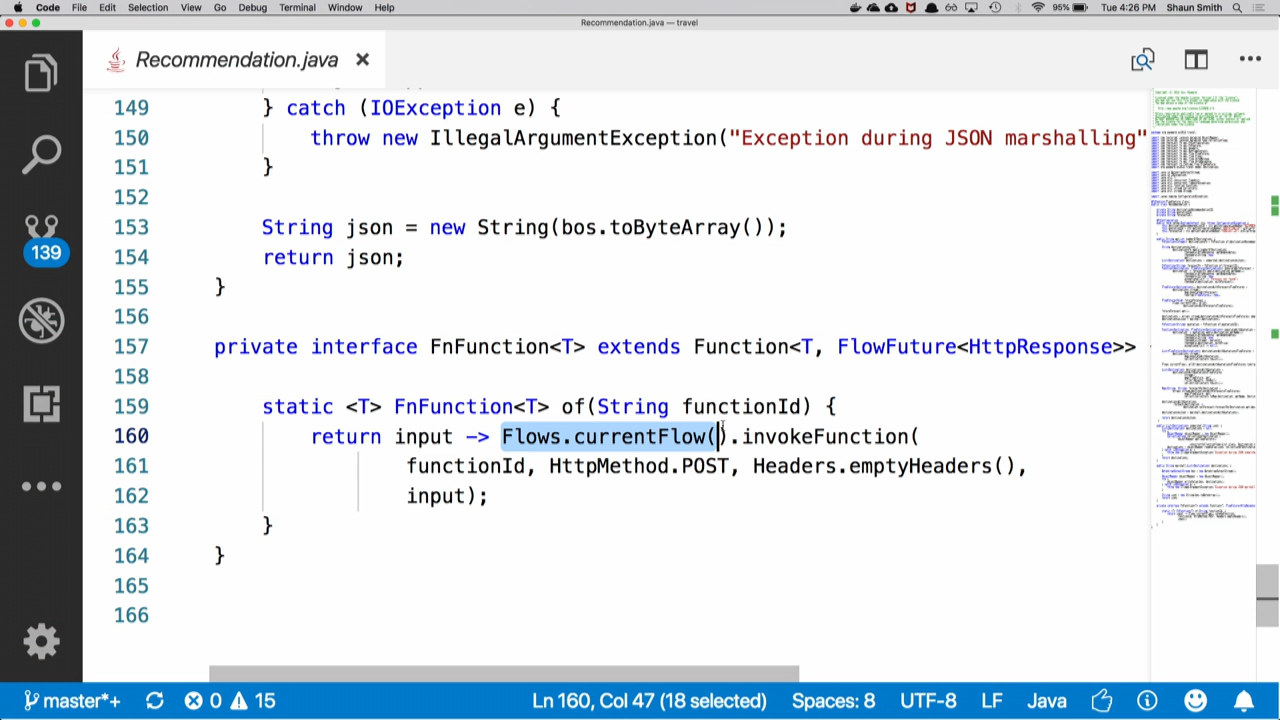 Code File Edit Selection View Go Debug Terminal Window Help 95% Tue 4:26 PM Shaun Smith
Recommendation.java — travel
Recommendation.java
149 } catch (IOException e) {
150 throw new IllegalArgumentException("Exception during JSON marshalling"
151 }
152
153 String json = new String(bos.toByteArray());
154 return json;
155 }
156
157 private interface FnFunction<T> extends Function<T, FlowFuture<HttpResponse>>
158
159 static <T> FnFunction<T> of(String functionId) {
160 return input -> Flows.currentFlow().invokeFunction(
161 functionId, HttpMethod.POST, Headers.emptyHeaders(),
162 input);
163 }
164 }
165
166
139
master*+ 0 15 Ln 160, Col 47 (18 selected) Spaces: 8 UTF-8 LF Java